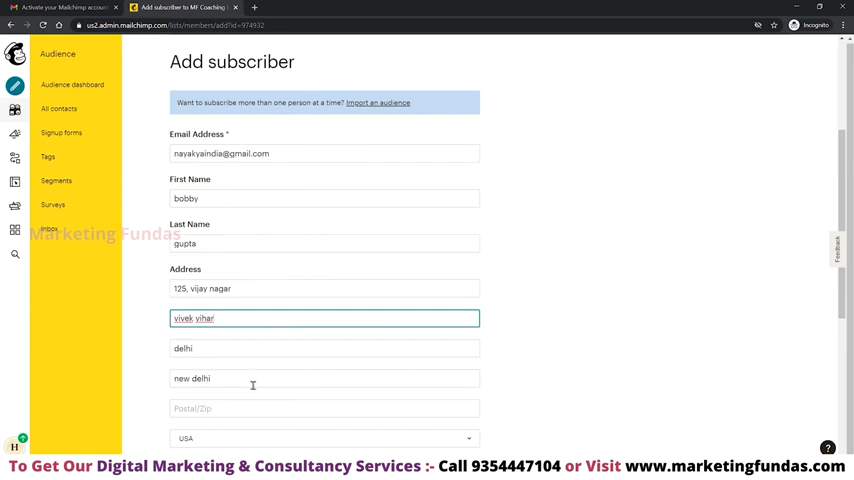 Activate your Mailchimp accoun
Add subscriber to MF Coaching
Incognito
us2.admin.mailchimp.com/lists/members/add?id=974932
Audience
Audience dashboard
All contacts
Signup forms
Tags
Segments
Surveys
Inbox
Marketing Fundas
Add subscriber
Want to subscribe more than one person at a time? Import an audience
Email Address *
nayakyaindia@gmail.com
First Name
bobby
Last Name
gupta
Address
125, vijay nagar
vivek vihar
delhi
new delhi
Postal/Zip
USA
Feedback
H
?
To Get Our Digital Marketing & Consultancy Services :- Call 9354447104 or Visit www.marketingfundas.com